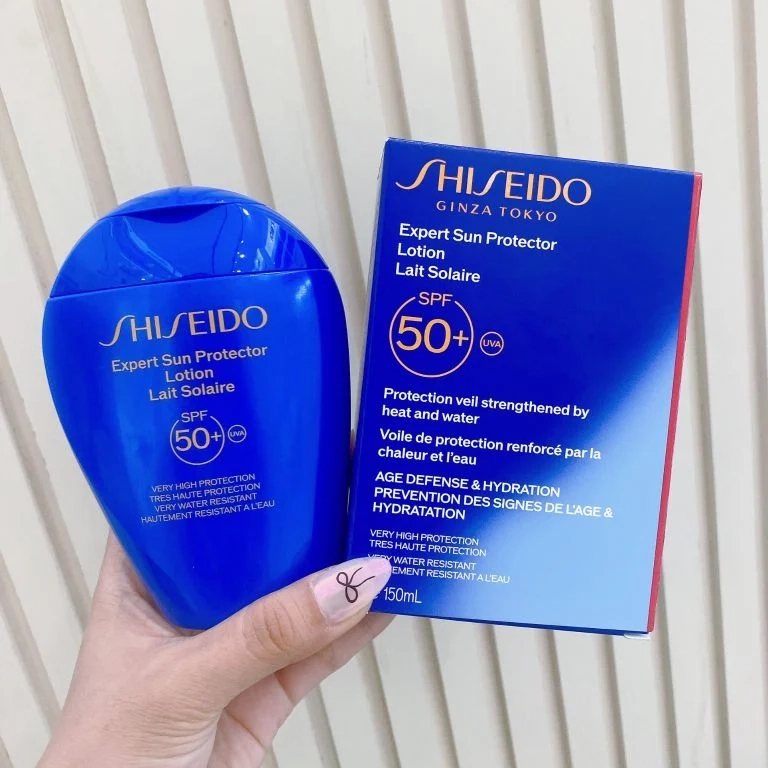 SHISEIDO
Expert Sun Protector
Lotion
Lait Solaire
SPF
50+ UVA
VERY HIGH PROTECTION
TRES HAUTE PROTECTION
VERY WATER RESISTANT
HAUTEMENT RESISTANT A L'EAU
SHISEIDO
GINZA TOKYO
Expert Sun Protector
Lotion
Lait Solaire
SPF
50+ UVA
Protection veil strengthened by
heat and water
Voile de protection renforcé par la
chaleur et l'eau
AGE DEFENSE & HYDRATION
PREVENTION DES SIGNES DE L'AGE &
HYDRATATION
VERY HIGH PROTECTION
TRES HAUTE PROTECTION
VERY WATER RESISTANT
RESISTANT A L'EAU
150mL